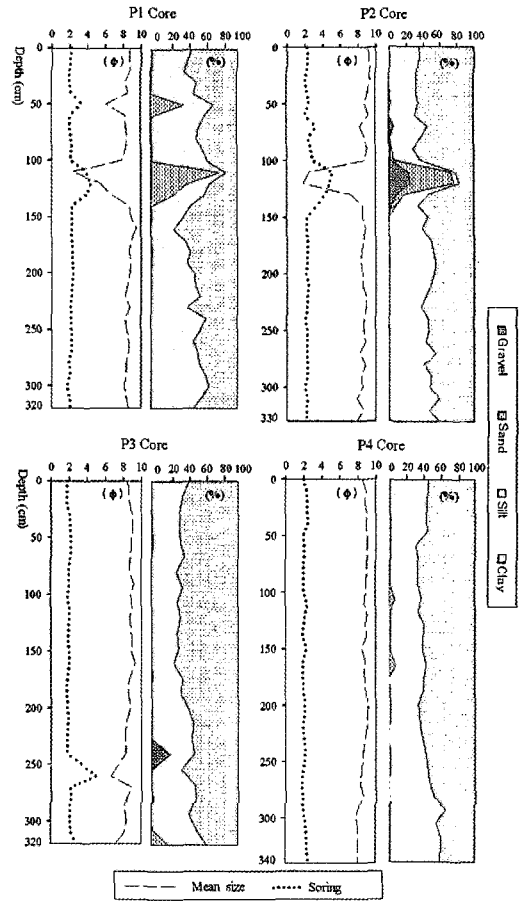 P1 Core
P2 Core
0 2 4 6 8 10
0 20 40 60 80 100
0 2 4 6 8 10
0 20 40 60 80 100
(ϕ)
(%)
(ϕ)
(%)
Depth (cm)
0
50
100
150
200
250
300
320
0
50
100
150
200
250
300
330
Gravel
Sand
Silt
Clay
P3 Core
P4 Core
0 2 4 6 8 10
0 20 40 60 80 100
0 2 4 6 8 10
0 20 40 60 80 100
(ϕ)
(%)
(ϕ)
(%)
Depth (cm)
0
50
100
150
200
250
300
320
0
50
100
150
200
250
300
340
Mean size
Soring